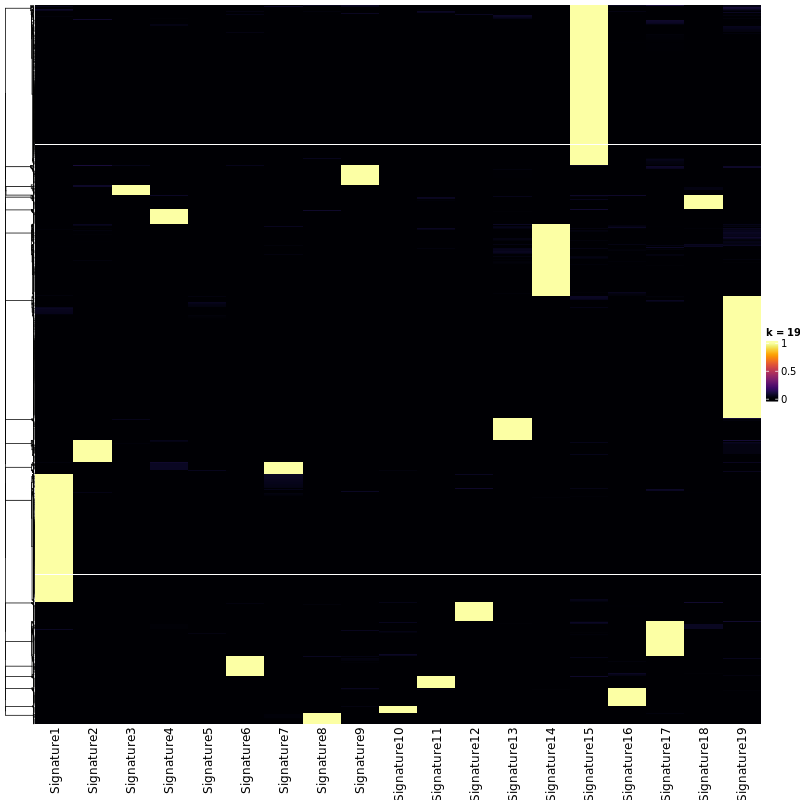 k = 19
1
0.5
0
Signature1
Signature2
Signature3
Signature4
Signature5
Signature6
Signature7
Signature8
Signature9
Signature10
Signature11
Signature12
Signature13
Signature14
Signature15
Signature16
Signature17
Signature18
Signature19